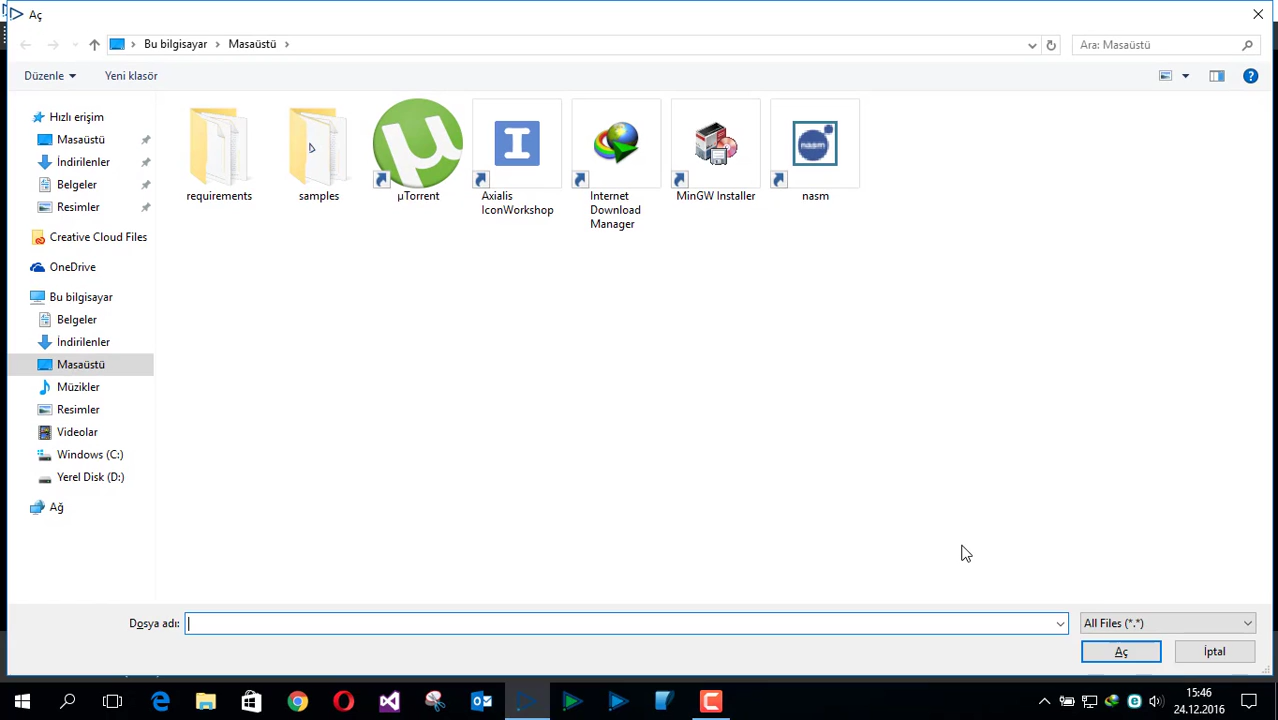 Aç
Bu bilgisayar
Masaüstü
Ara: Masaüstü
Düzenle
Yeni klasör
Hızlı erişim
Masaüstü
İndirilenler
Belgeler
Resimler
Creative Cloud Files
OneDrive
Bu bilgisayar
Belgeler
İndirilenler
Masaüstü
Müzikler
Resimler
Videolar
Windows (C:)
Yerel Disk (D:)
Ağ
requirements
samples
µTorrent
Axialis
IconWorkshop
Internet
Download
Manager
MinGW Installer
nasm
nasm
Dosya adı:
All Files (*.*)
Aç
İptal
15:46
24.12.2016